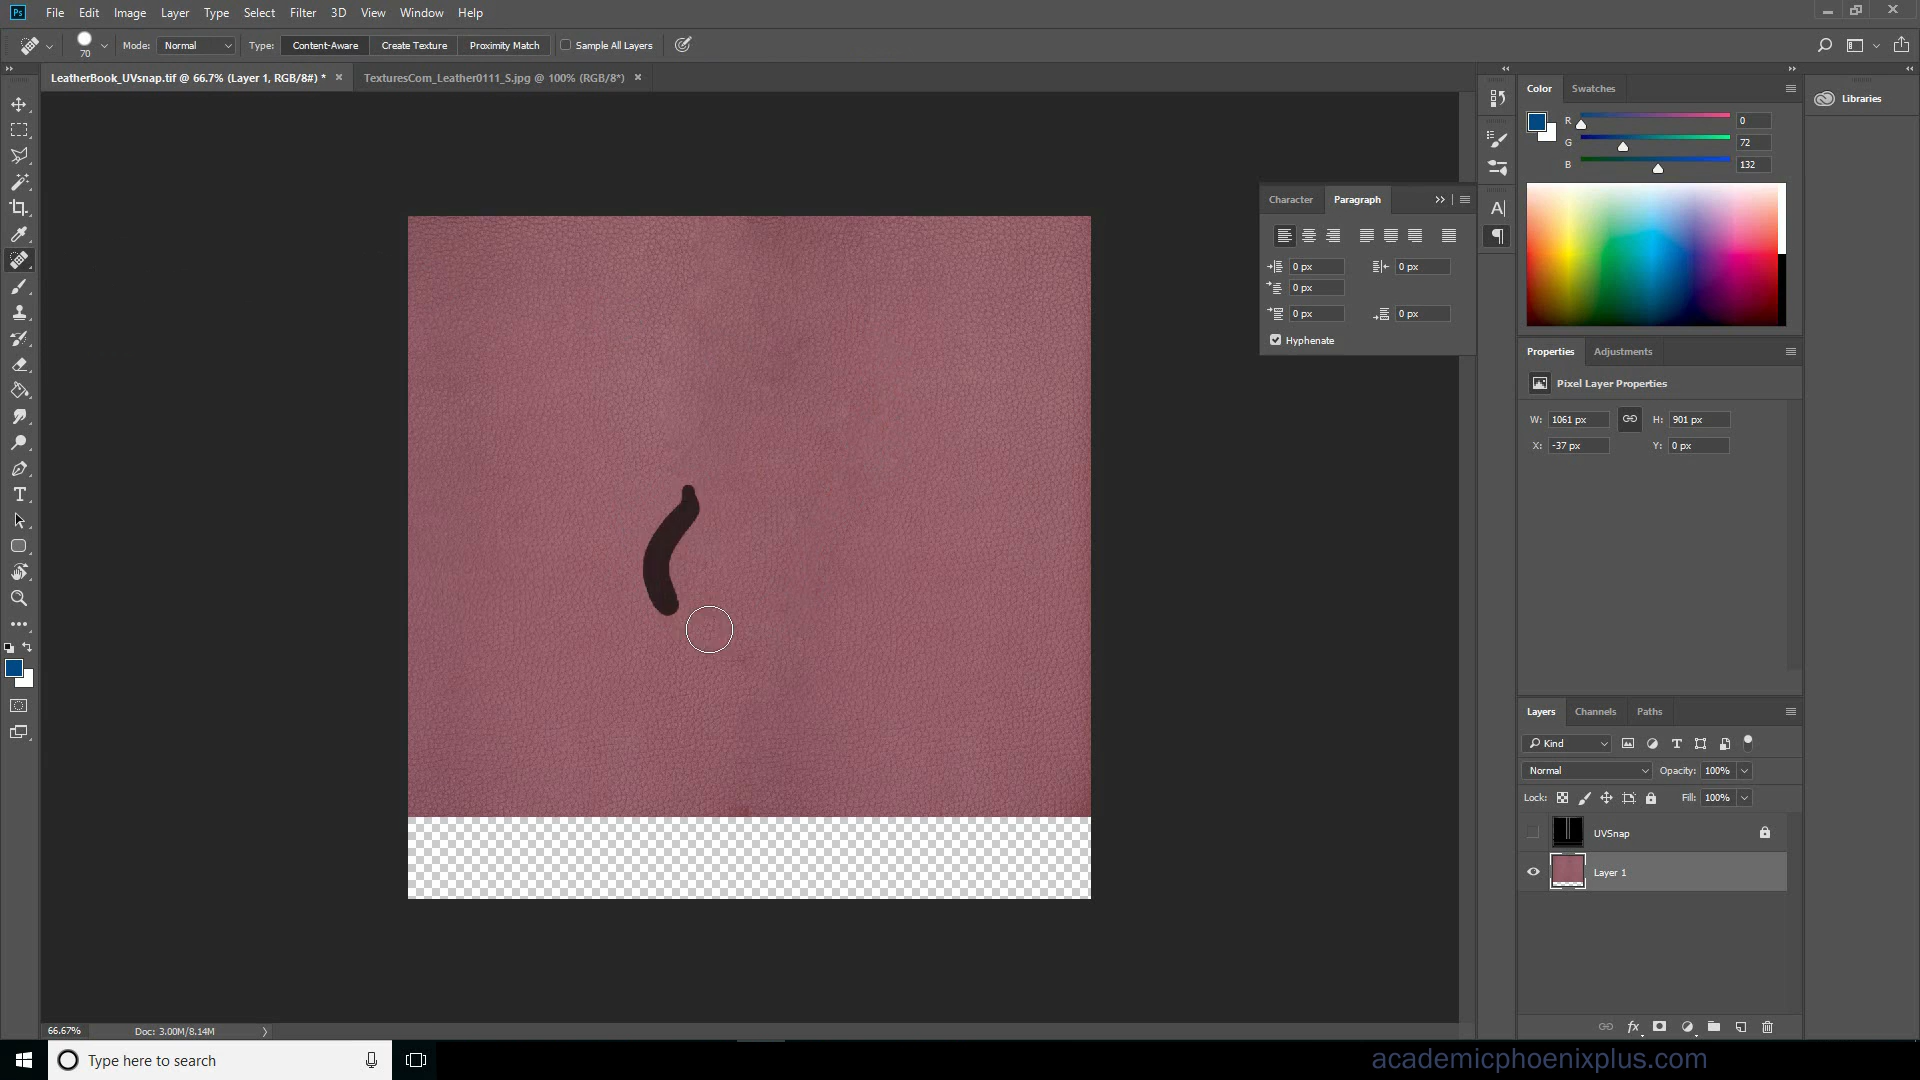 Ps File Edit Image Layer Type Select Filter 3D View Window Help
70 Mode: Normal Type: Content-Aware Create Texture Proximity Match Sample All Layers
LeatherBook_UVsnap.tif @ 66.7% (Layer 1, RGB/8#) * × TexturesCom_Leather0111_S.jpg @ 100% (RGB/8*) ×
Color Swatches
Libraries
R 0
G 72
B 132
Character Paragraph
0 px 0 px
0 px
0 px 0 px
Hyphenate
Properties Adjustments
Pixel Layer Properties
W: 1061 px H: 901 px
X: -37 px Y: 0 px
Layers Channels Paths
Kind
Normal Opacity: 100%
Lock: Fill: 100%
UVSnap
Layer 1
fx
66.67% Doc: 3.00M/8.14M
Type here to search
academicphoenixplus.com